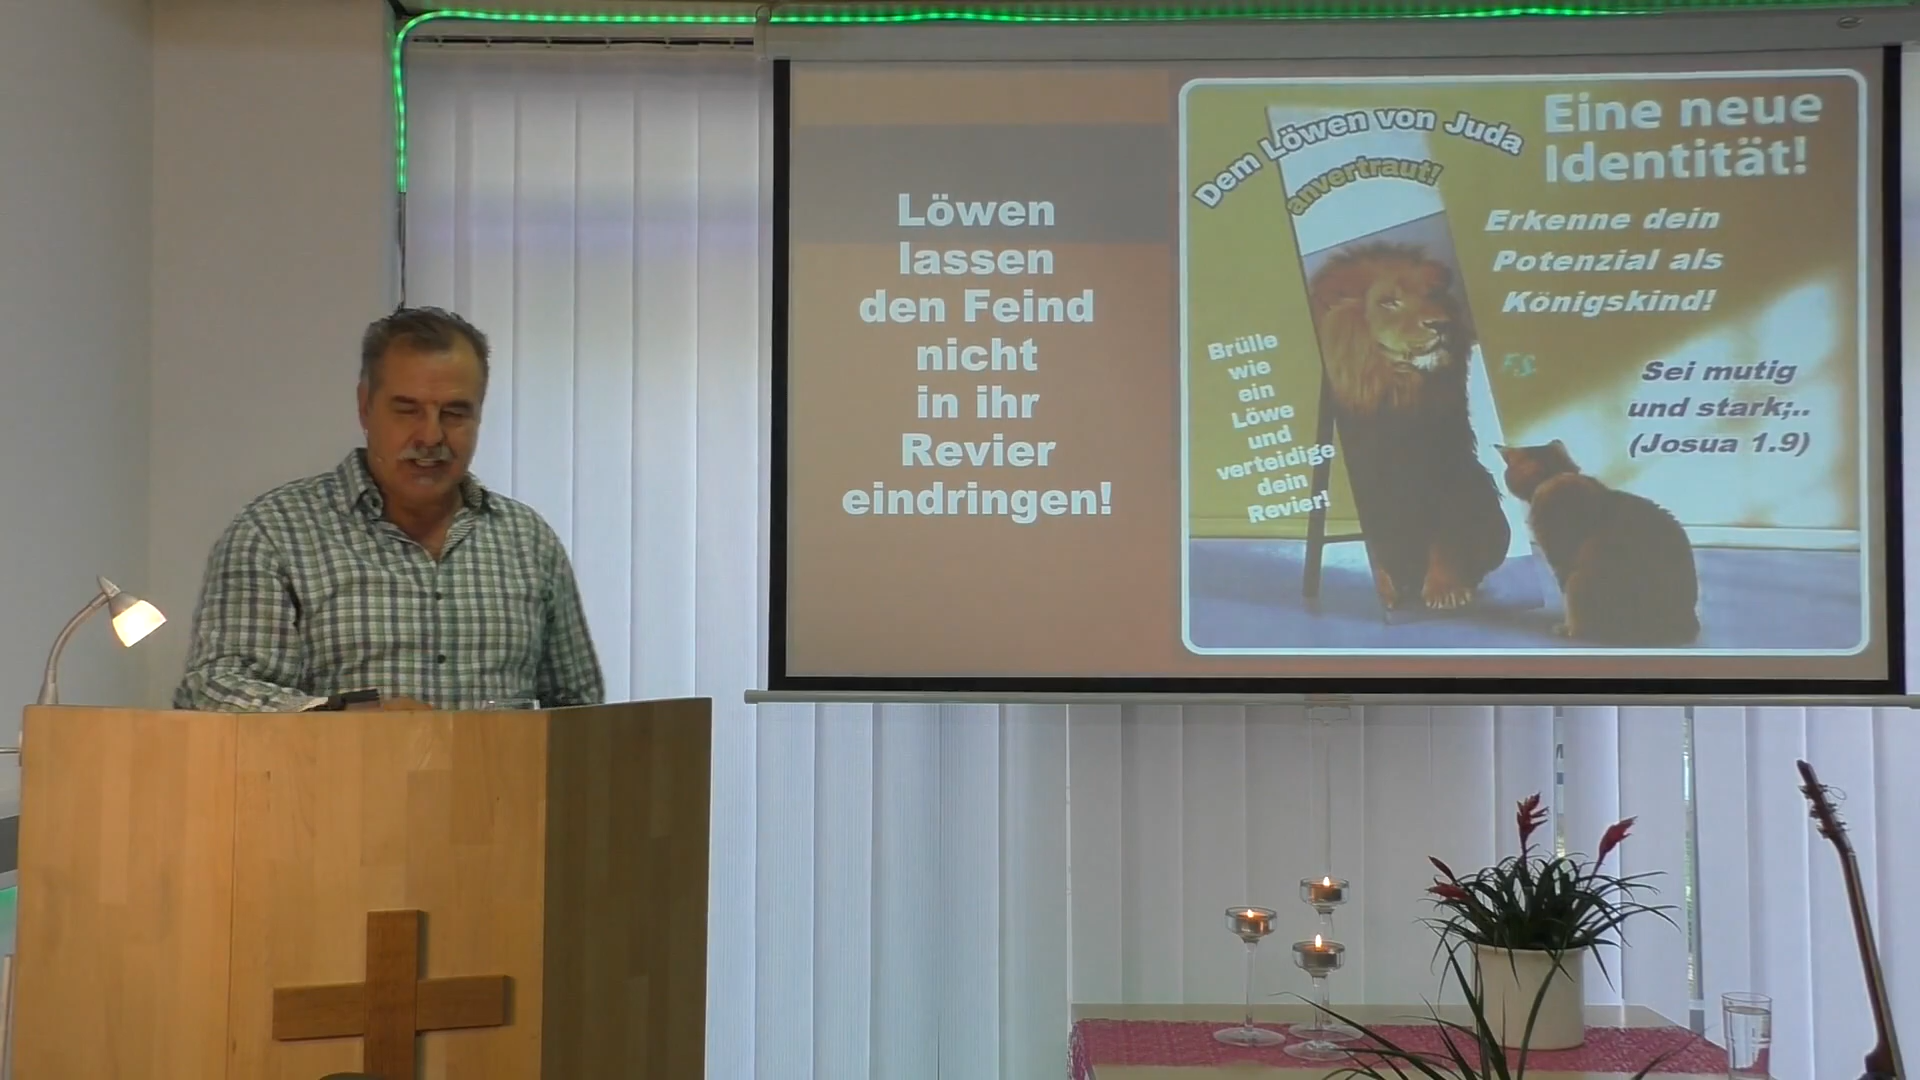 Löwen
lassen
den Feind
nicht
in ihr
Revier
eindringen!
Dem Löwen von Juda
anvertraut!
Eine neue
Identität!
Erkenne dein
Potenzial als
Königskind!
Brülle
wie
ein
Löwe
und
verteidige
dein
Revier!
F.S.
Sei mutig
und stark;..
(Josua 1.9)